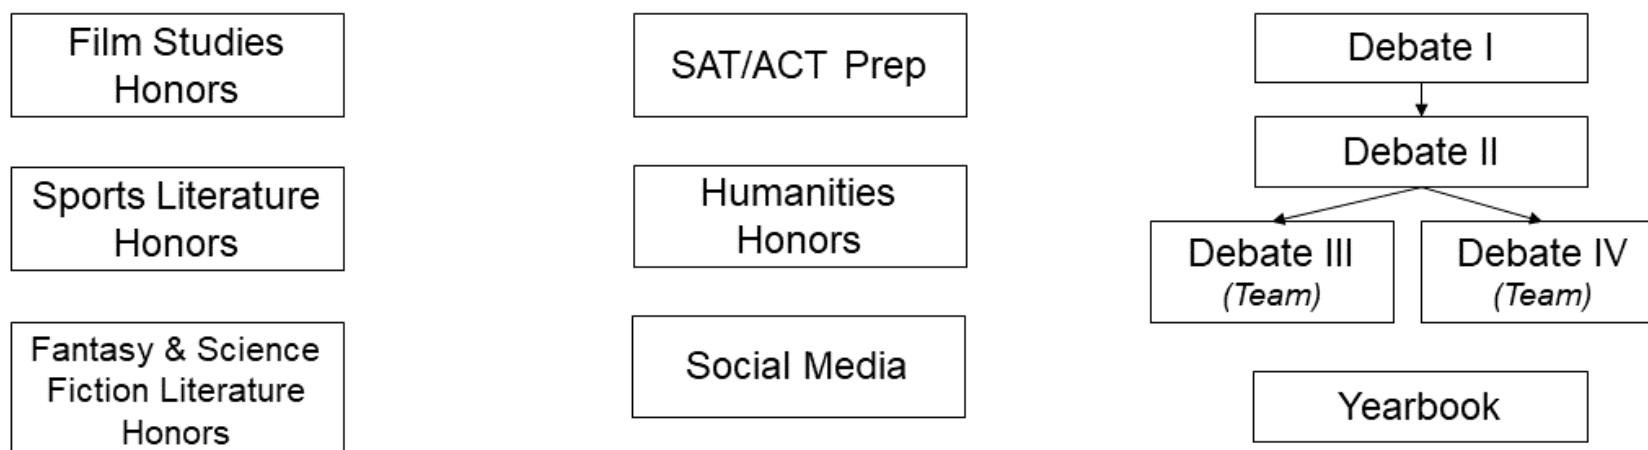 Film Studies
Honors
Sports Literature
Honors
Fantasy & Science
Fiction Literature
Honors
SAT/ACT Prep
Humanities
Honors
Social Media
Debate I
Debate II
Debate III
(Team)
Debate IV
(Team)
Yearbook